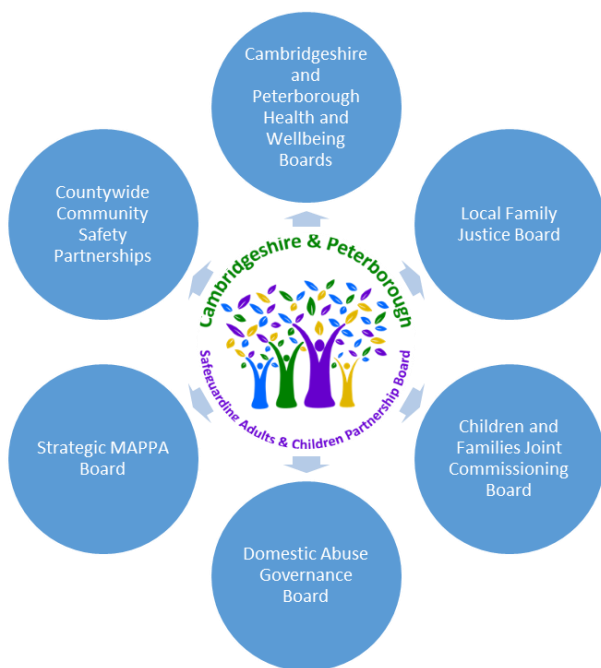 Cambridgeshire
and
Peterborough
Health and
Wellbeing
Boards
Local Family
Justice Board
Children and
Families Joint
Commissioning
Board
Domestic Abuse
Governance
Board
Strategic MAPPA
Board
Countywide
Community
Safety
Partnerships
Cambridgeshire & Peterborough
Safeguarding Adults & Children Partnership Board